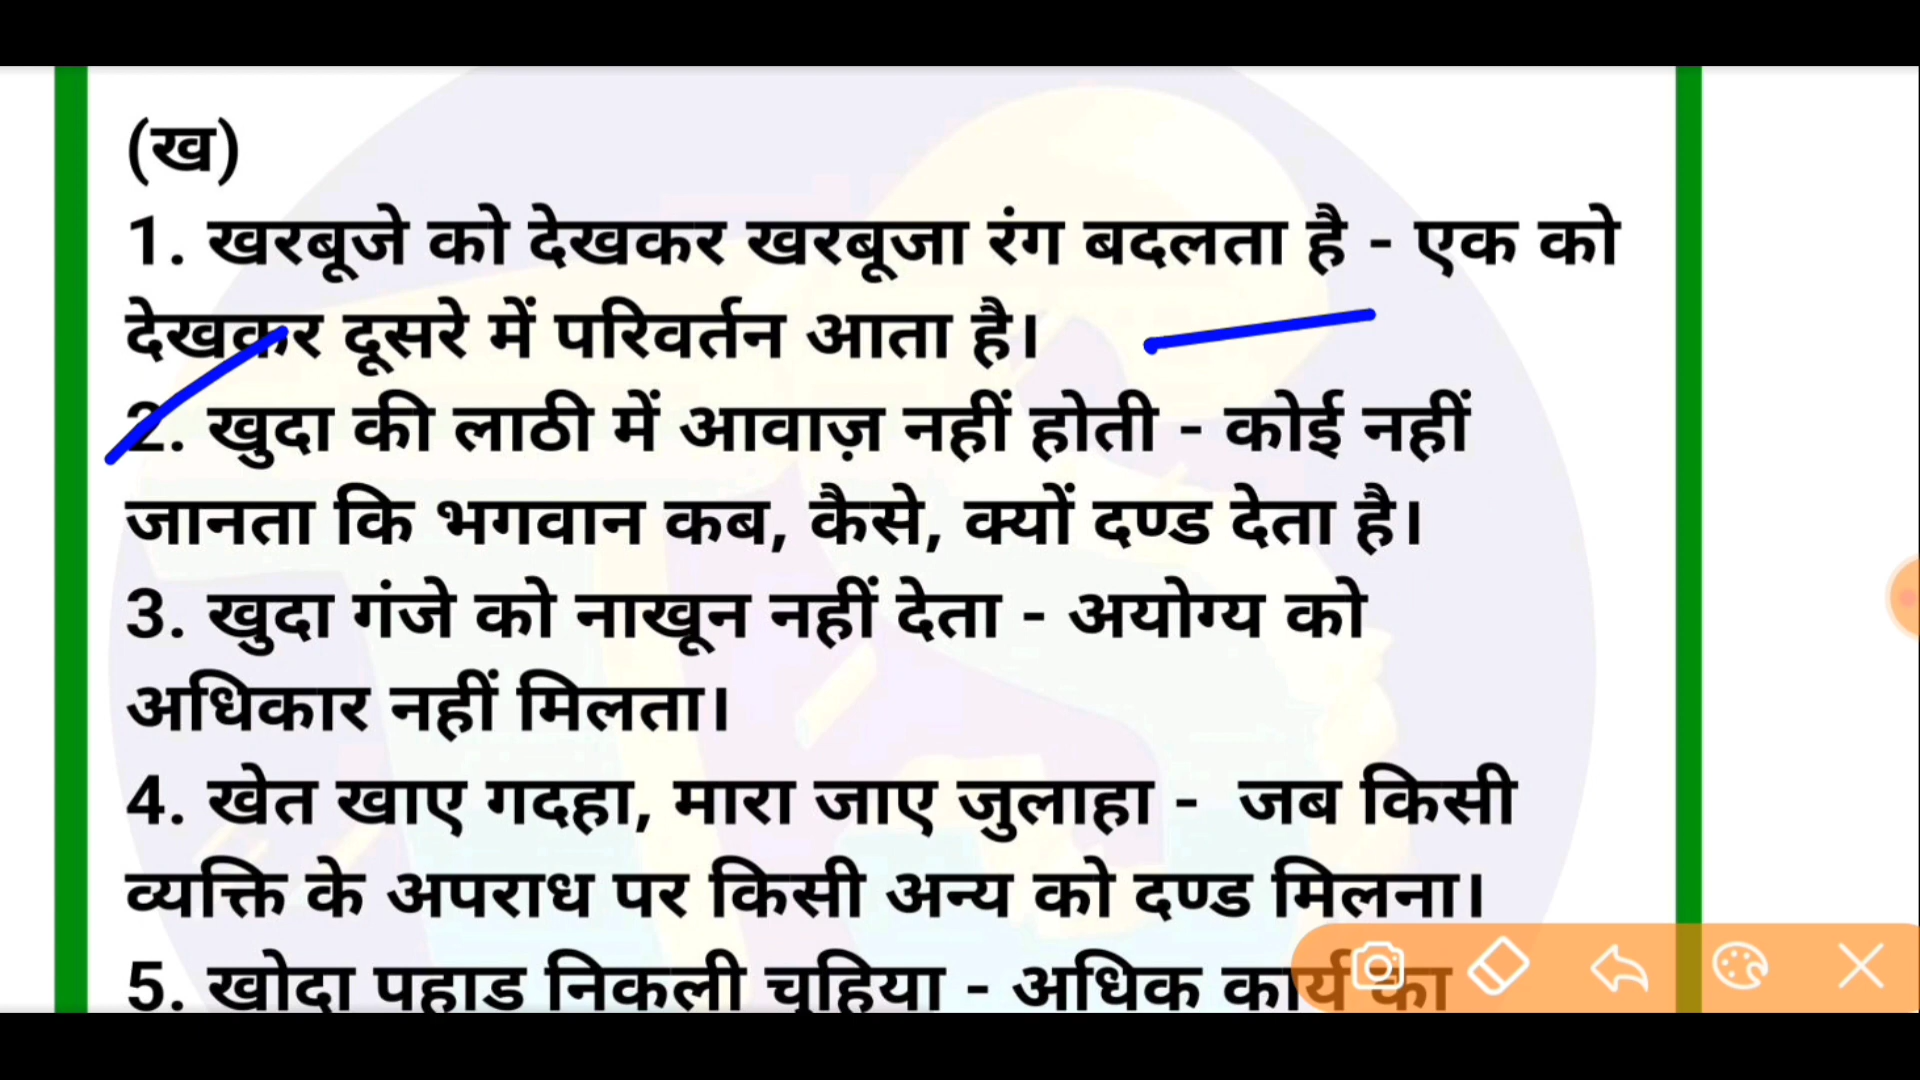 (ख)
1. खरबूजे को देखकर खरबूजा रंग बदलता है - एक को
देखकर दूसरे में परिवर्तन आता है।
2. खुदा की लाठी में आवाज़ नहीं होती - कोई नहीं
जानता कि भगवान कब, कैसे, क्यों दण्ड देता है।
3. खुदा गंजे को नाखून नहीं देता - अयोग्य को
अधिकार नहीं मिलता।
4. खेत खाए गदहा, मारा जाए जुलाहा - जब किसी
व्यक्ति के अपराध पर किसी अन्य को दण्ड मिलना।
5. खोदा पहाड निकली चुहिया - अधिक कार्य का